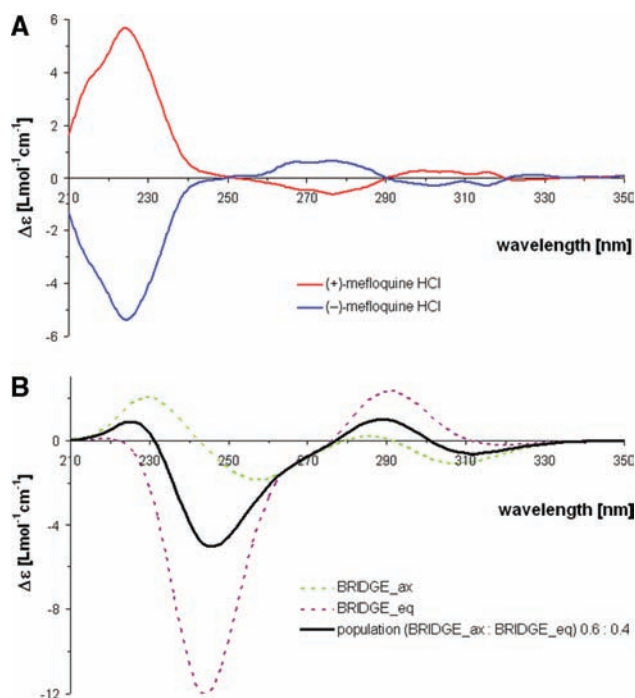 A
6
4
2
0
-2
-4
-6
210 230 250 270 290 310 330 350
Δε [Lmol⁻¹cm⁻¹]
wavelength [nm]
(+)-mefloquine HCl
(–)-mefloquine HCl
B
0
-4
-8
-12
210 230 250 270 290 310 330 350
Δε [Lmol⁻¹cm⁻¹]
wavelength [nm]
BRIDGE_ax
BRIDGE_eq
population (BRIDGE_ax : BRIDGE_eq) 0.6 : 0.4